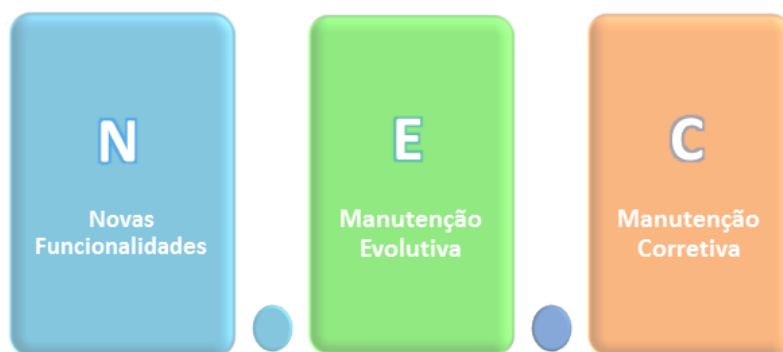 N
Novas
Funcionalidades
E
Manutenção
Evolutiva
C
Manutenção
Corretiva